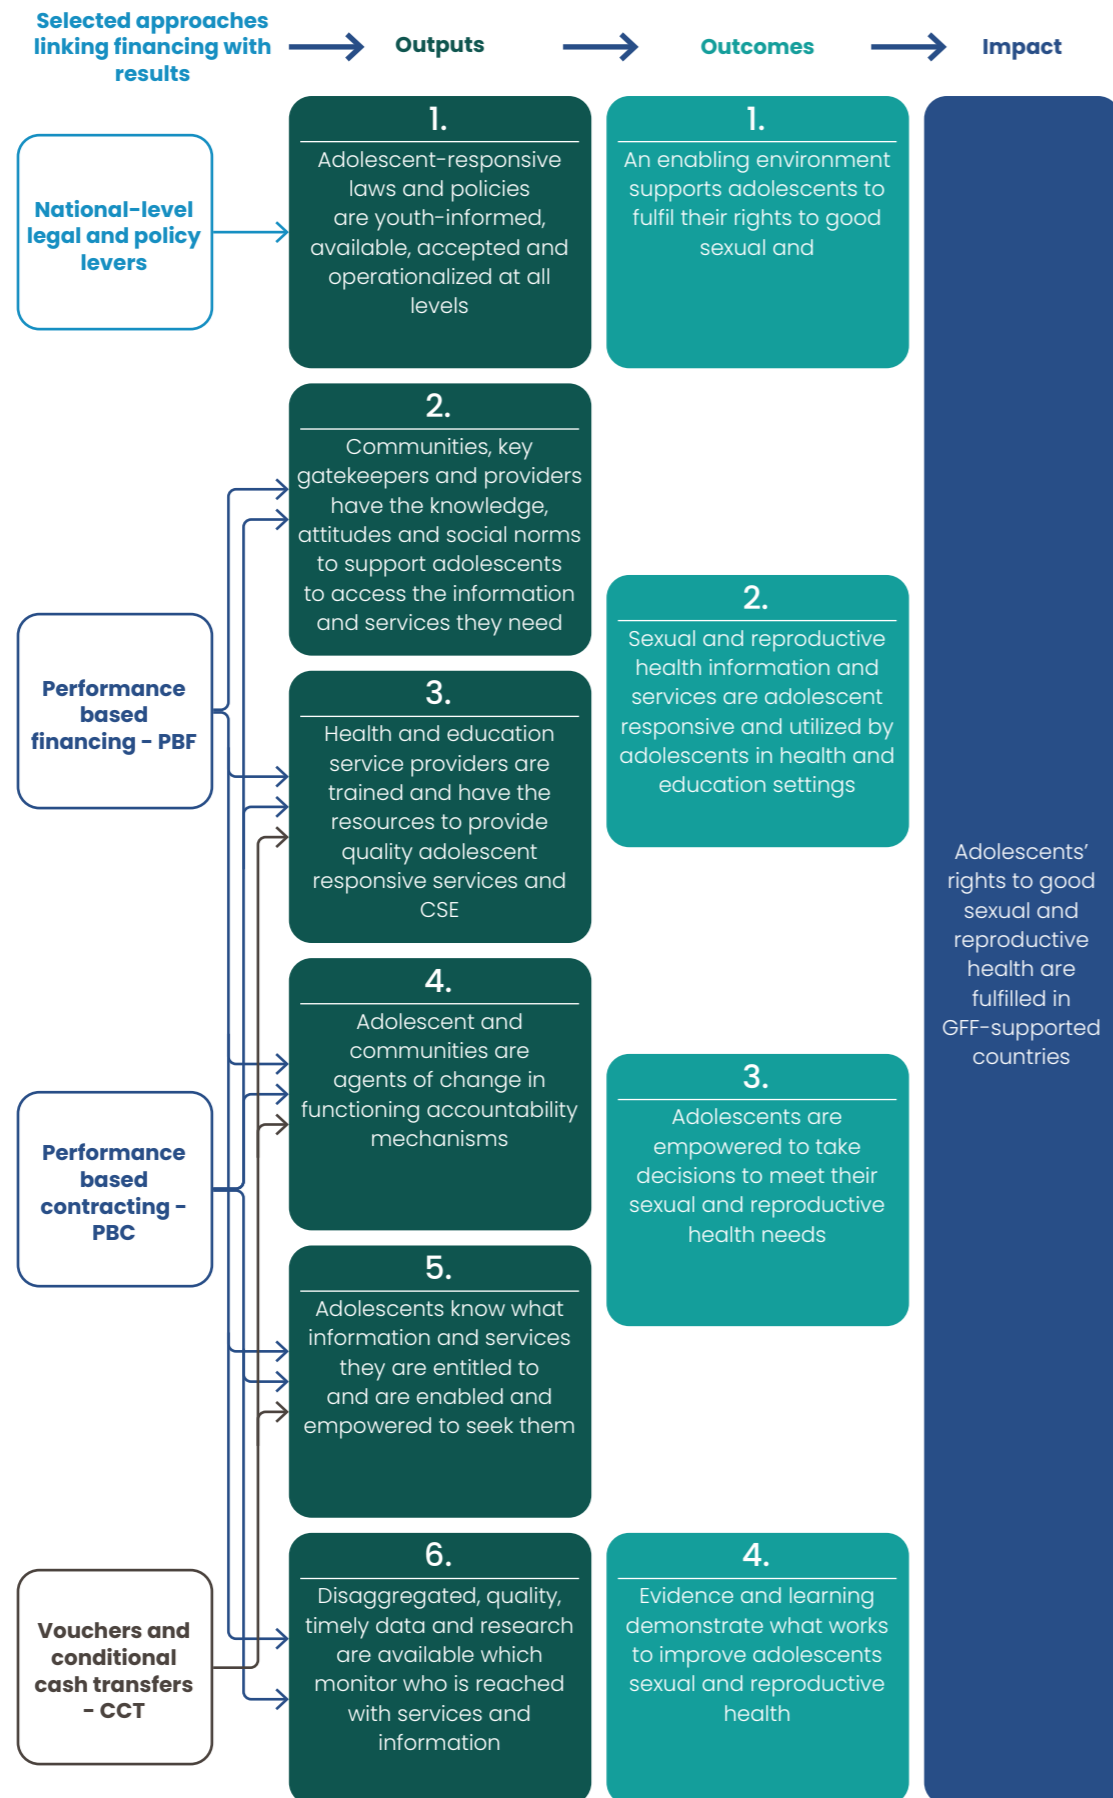 Selected approaches
linking financing with
results
Outputs
Outcomes
Impact
National-level
legal and policy
levers
Performance
based
financing - PBF
Performance
based
contracting -
PBC
Vouchers and
conditional
cash transfers
- CCT
1.
Adolescent-responsive
laws and policies
are youth-informed,
available, accepted and
operationalized at all
levels
2.
Communities, key
gatekeepers and providers
have the knowledge,
attitudes and social norms
to support adolescents
to access the information
and services they need
3.
Health and education
service providers are
trained and have the
resources to provide
quality adolescent
responsive services and
CSE
4.
Adolescent and
communities are
agents of change in
functioning accountability
mechanisms
5.
Adolescents know what
information and services
they are entitled to
and are enabled and
empowered to seek them
6.
Disaggregated, quality,
timely data and research
are available which
monitor who is reached
with services and
information
1.
An enabling environment
supports adolescents to
fulfil their rights to good
sexual and
2.
Sexual and reproductive
health information and
services are adolescent
responsive and utilized by
adolescents in health and
education settings
3.
Adolescents are
empowered to take
decisions to meet their
sexual and reproductive
health needs
4.
Evidence and learning
demonstrate what works
to improve adolescents
sexual and reproductive
health
Adolescents’
rights to good
sexual and
reproductive
health are
fulfilled in
GFF-supported
countries